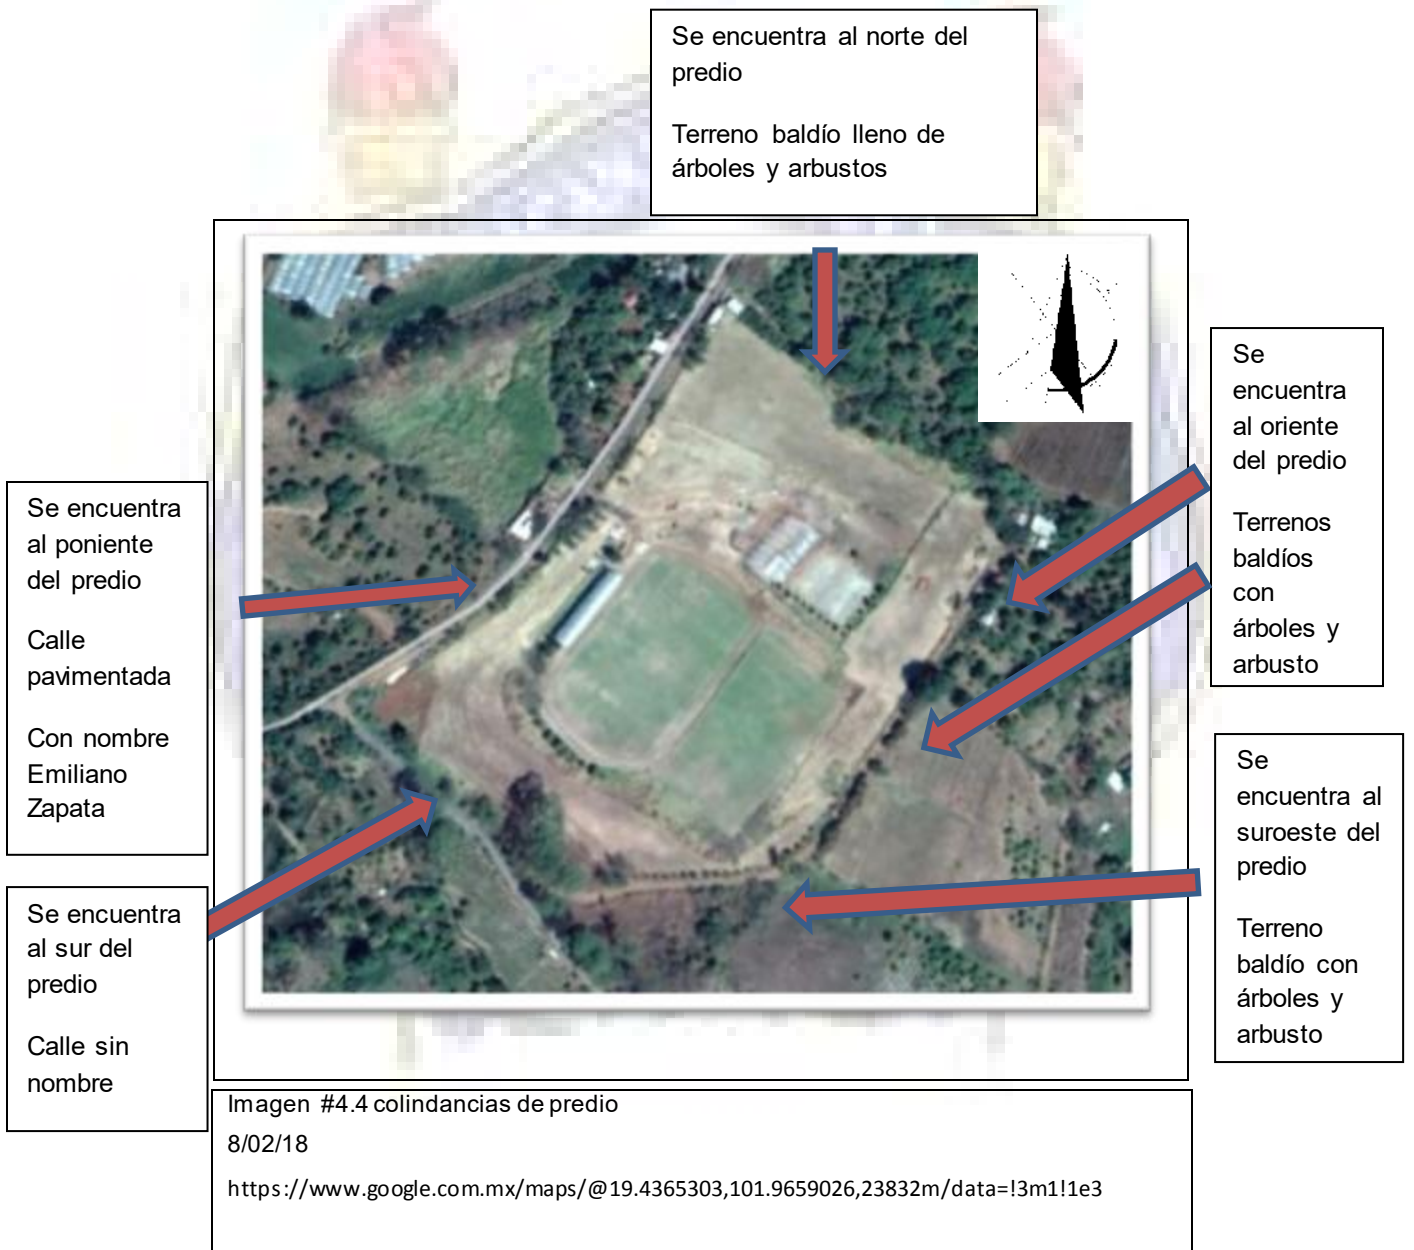 Se encuentra al norte del
predio
Terreno baldío lleno de
árboles y arbustos
Se
encuentra
al oriente
del predio
Terrenos
baldíos
con
árboles y
arbusto
Se encuentra
al poniente
del predio
Calle
pavimentada
Con nombre
Emiliano
Zapata
Se
encuentra al
suroeste del
predio
Terreno
baldío con
árboles y
arbusto
Se encuentra
al sur del
predio
Calle sin
nombre
Imagen #4.4 colindancias de predio
8/02/18
https://www.google.com.mx/maps/@19.4365303,101.9659026,23832m/data=!3m1!1e3